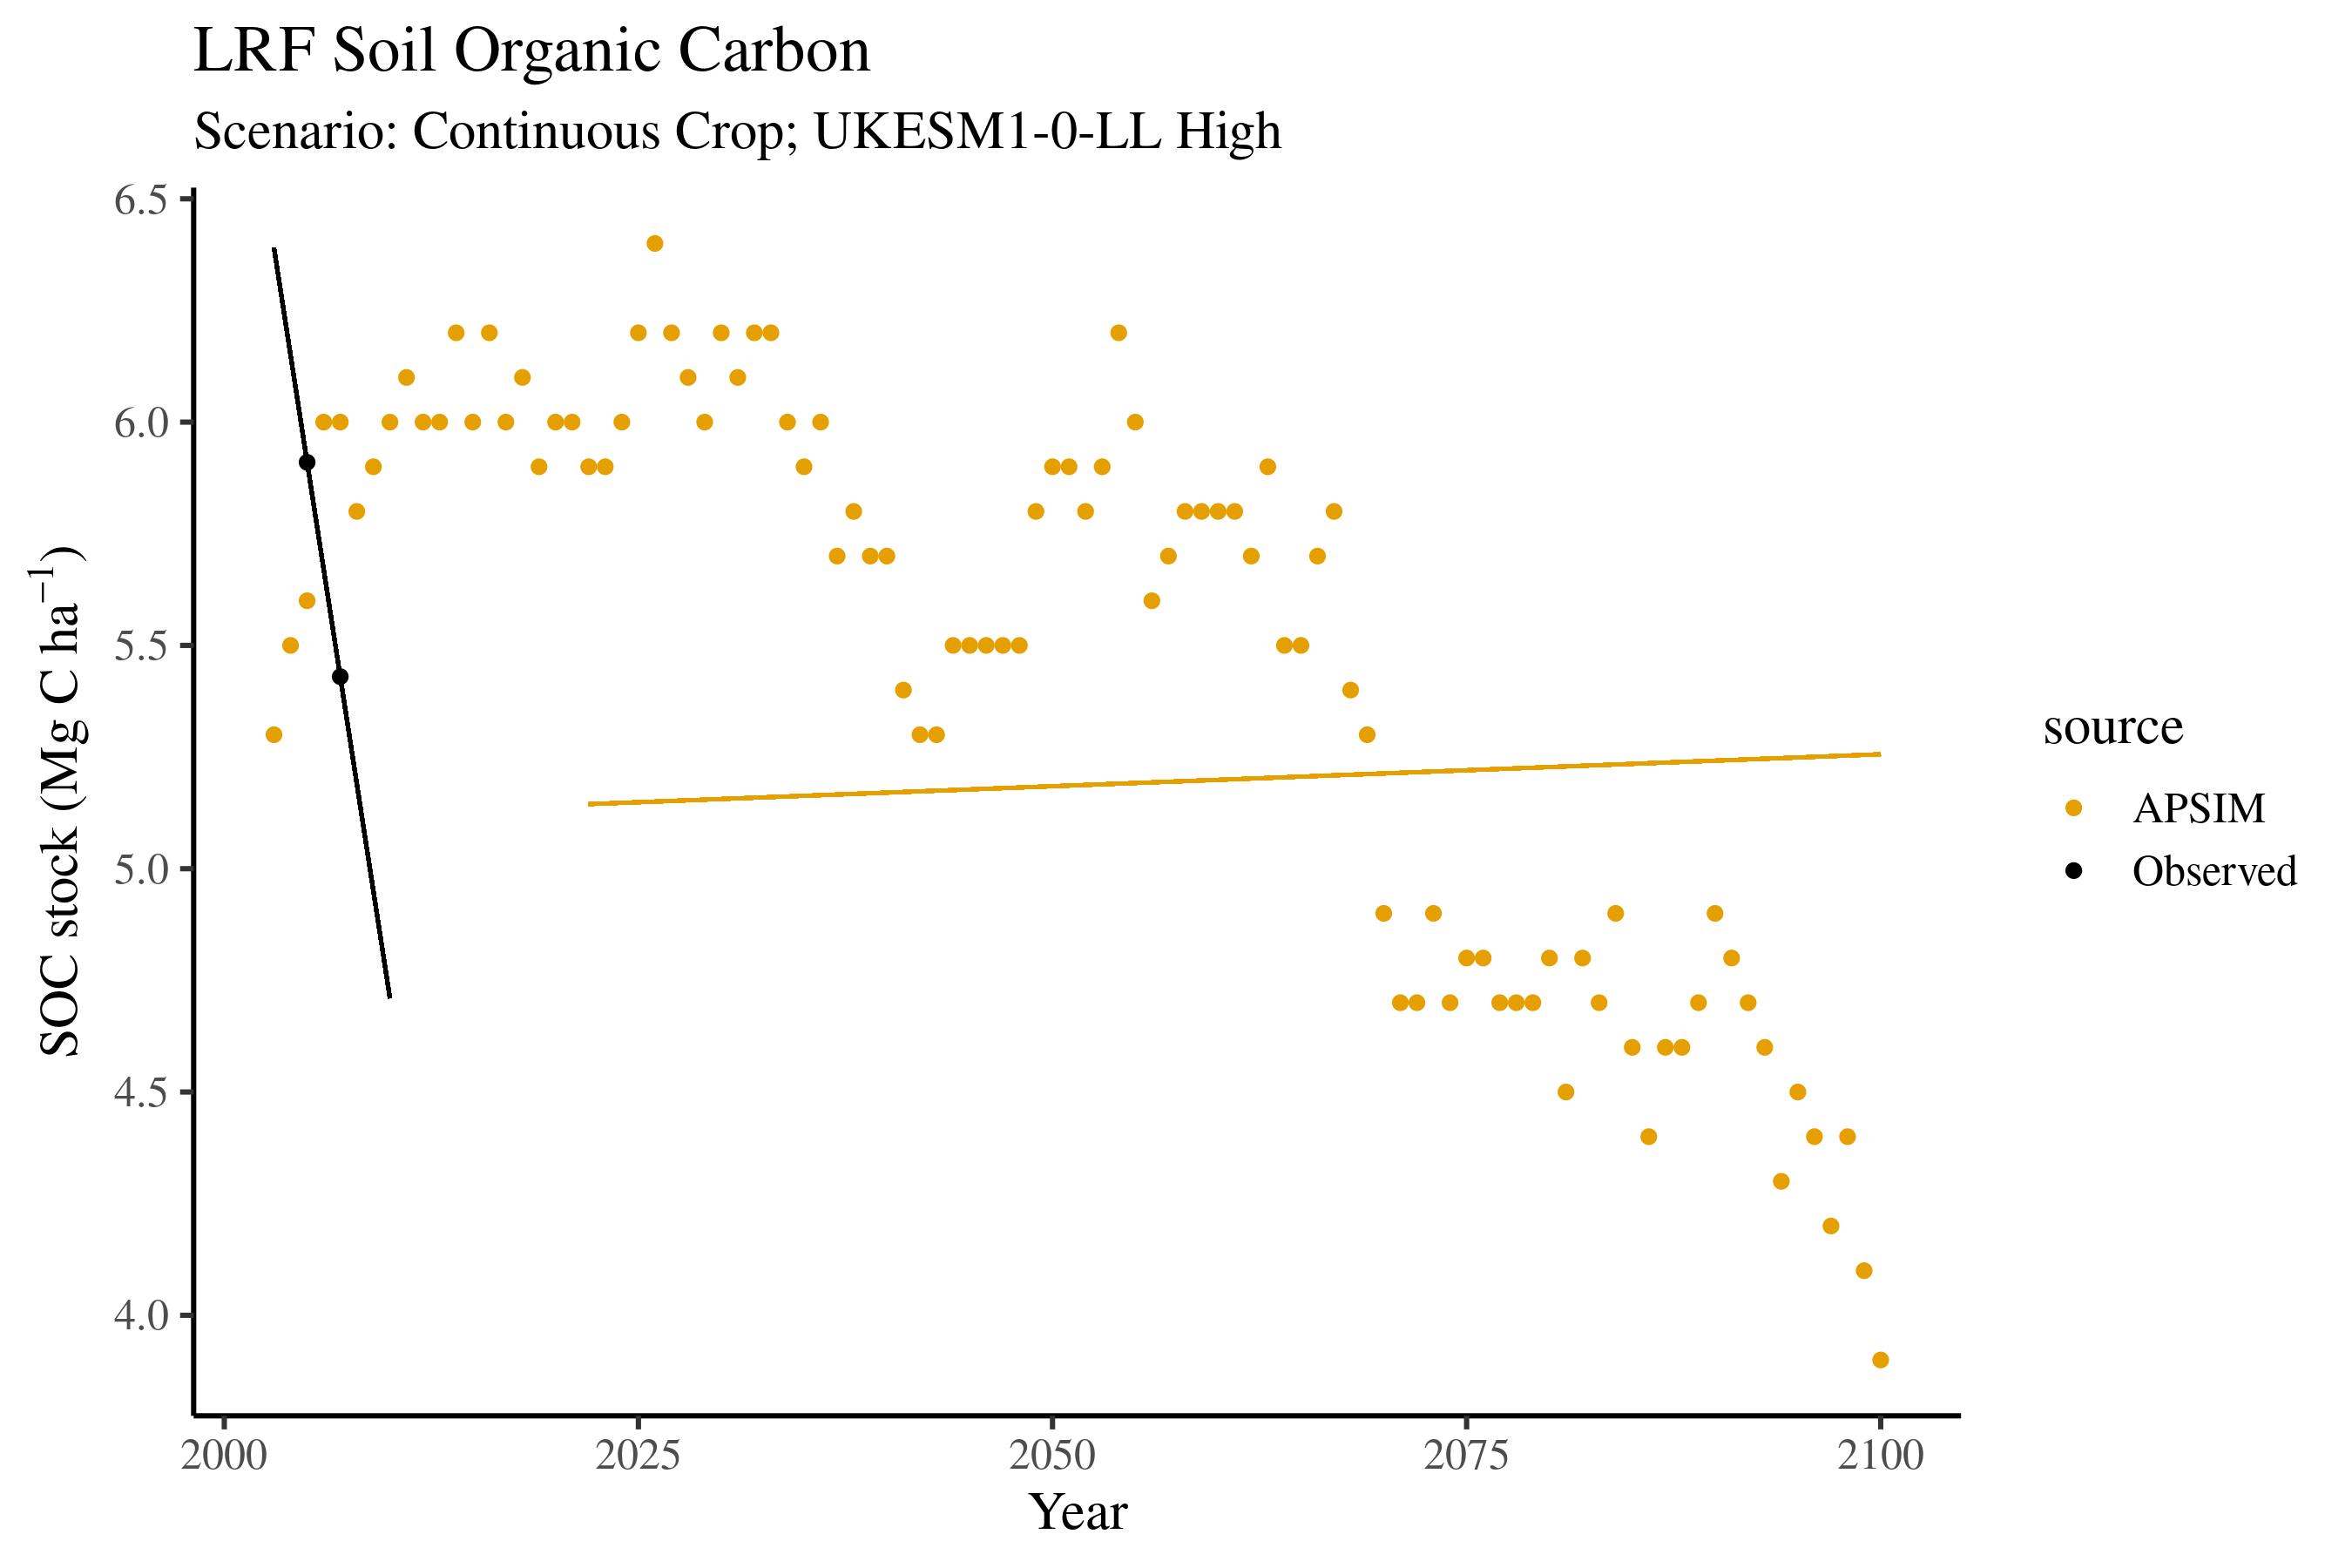 LRF Soil Organic Carbon
Scenario: Continuous Crop; UKESM1-0-LL High
SOC stock (Mg C ha⁻¹)
6.5
6.0
5.5
5.0
4.5
4.0
2000 2025 2050 2075 2100
Year
source
APSIM
Observed